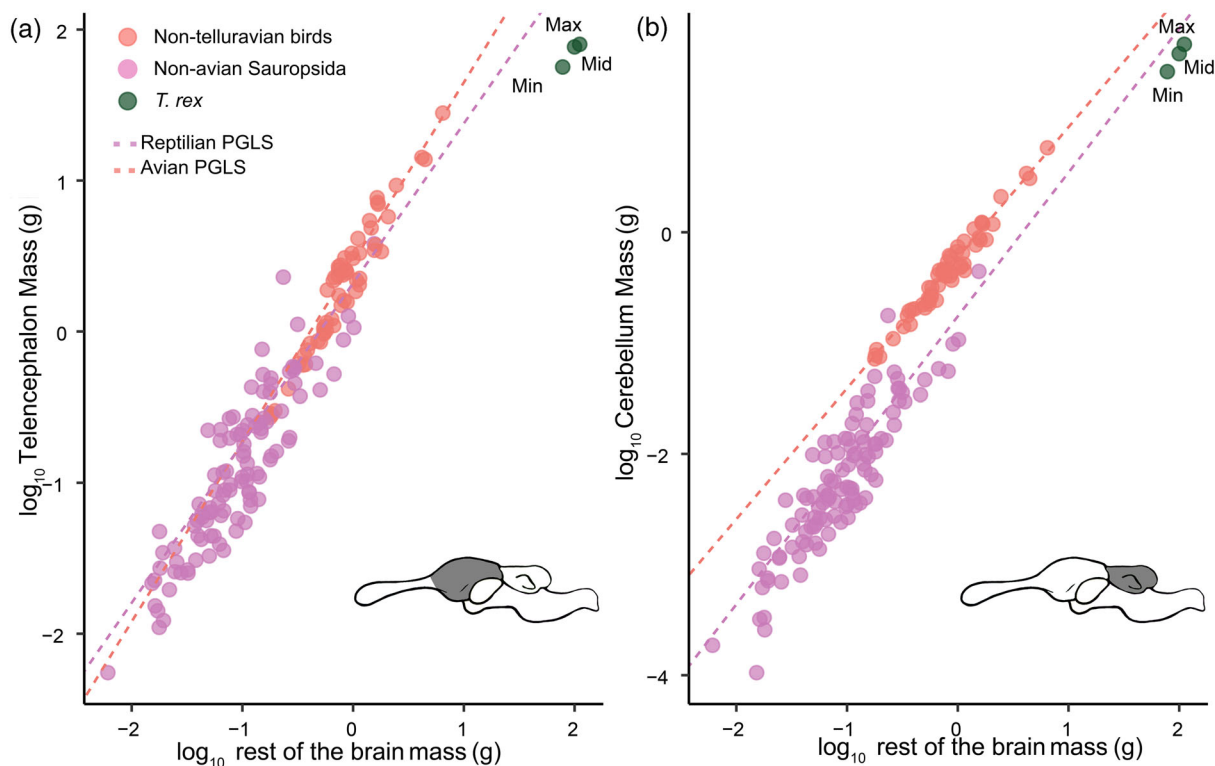 (a)
Non-telluravian birds
Non-avian Sauropsida
T. rex
Reptilian PGLS
Avian PGLS
Max
Mid
Min
2
1
0
−1
−2
log10 Telencephalon Mass (g)
−2 −1 0 1 2
log10 rest of the brain mass (g)
(b)
Max
Mid
Min
0
−2
−4
log10 Cerebellum Mass (g)
−2 −1 0 1 2
log10 rest of the brain mass (g)